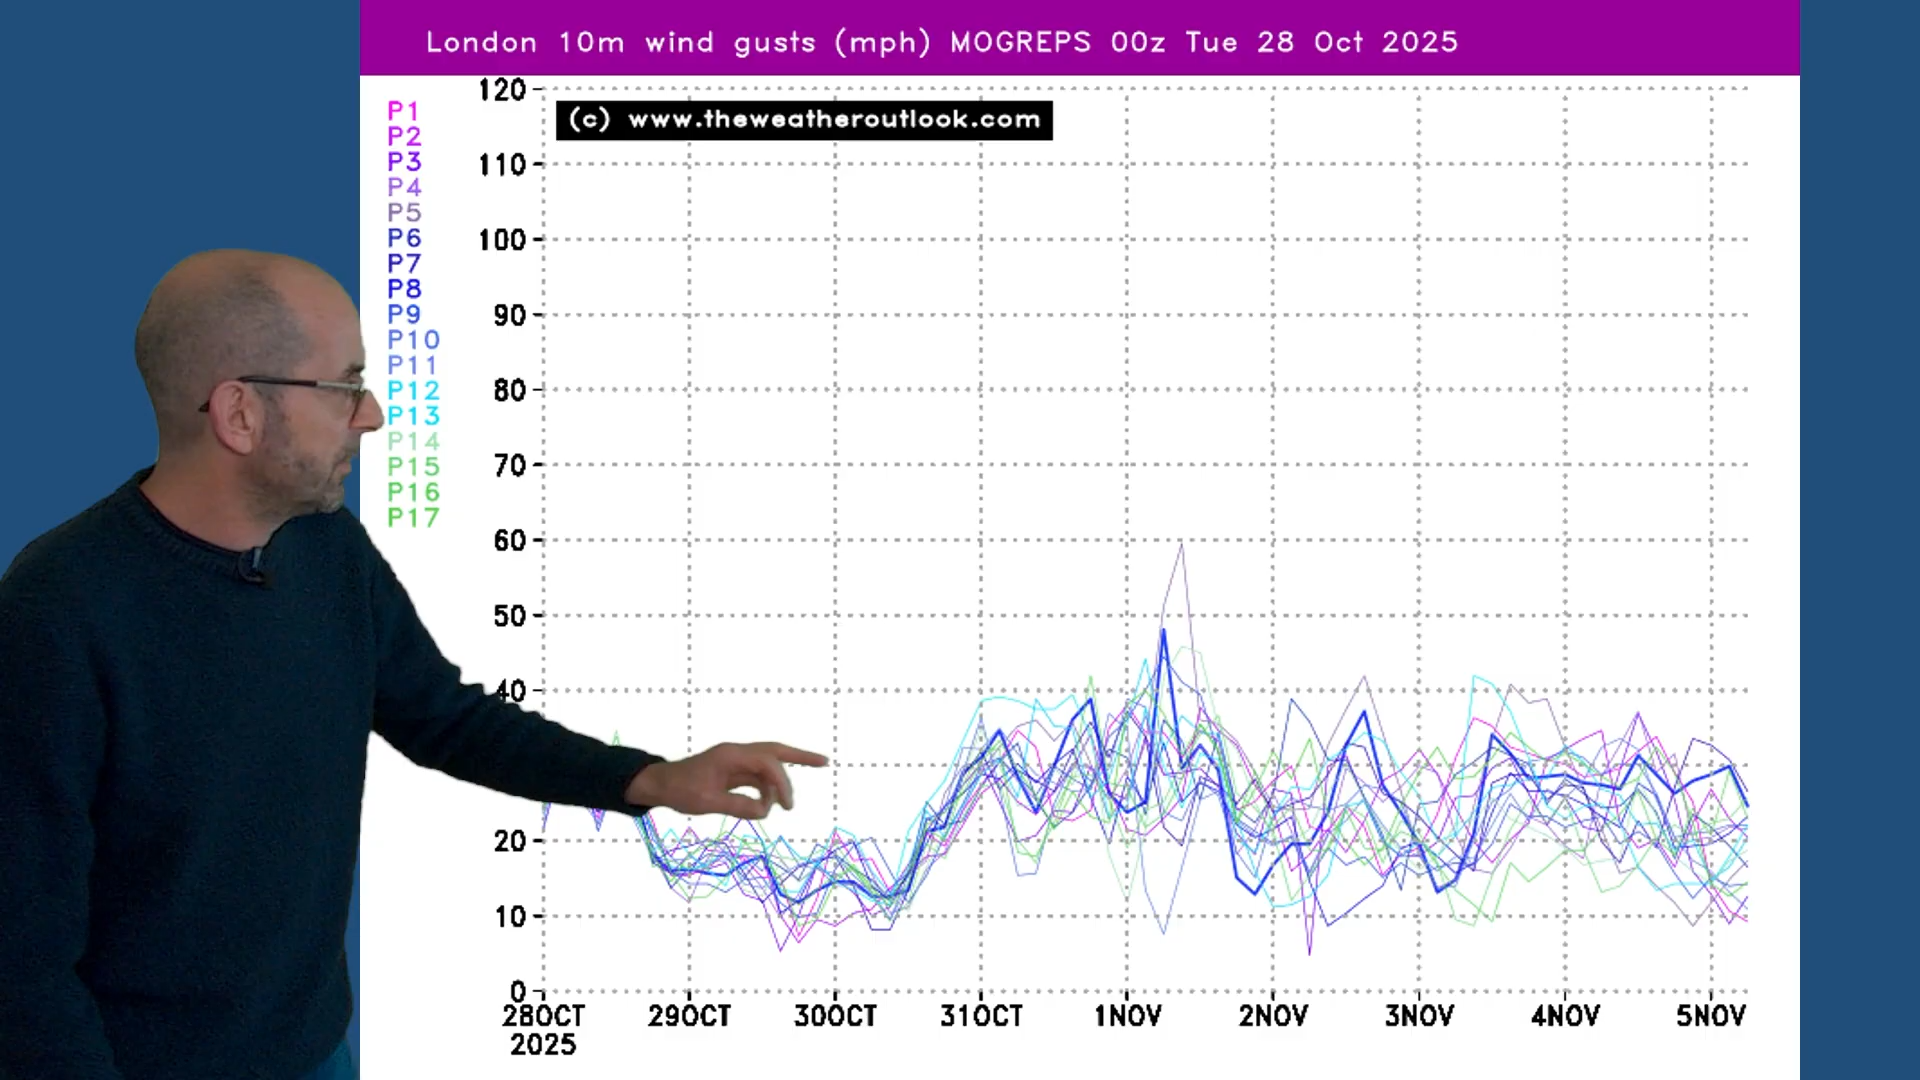 London 10m wind gusts (mph) MOGREPS 00z Tue 28 Oct 2025
(c) www.theweatheroutlook.com
P1
P2
P3
P4
P5
P6
P7
P8
P9
P10
P11
P12
P13
P14
P15
P16
P17
120
110
100
90
80
70
60
50
40
20
10
0
28OCT 29OCT 30OCT 31OCT 1NOV 2NOV 3NOV 4NOV 5NOV
2025